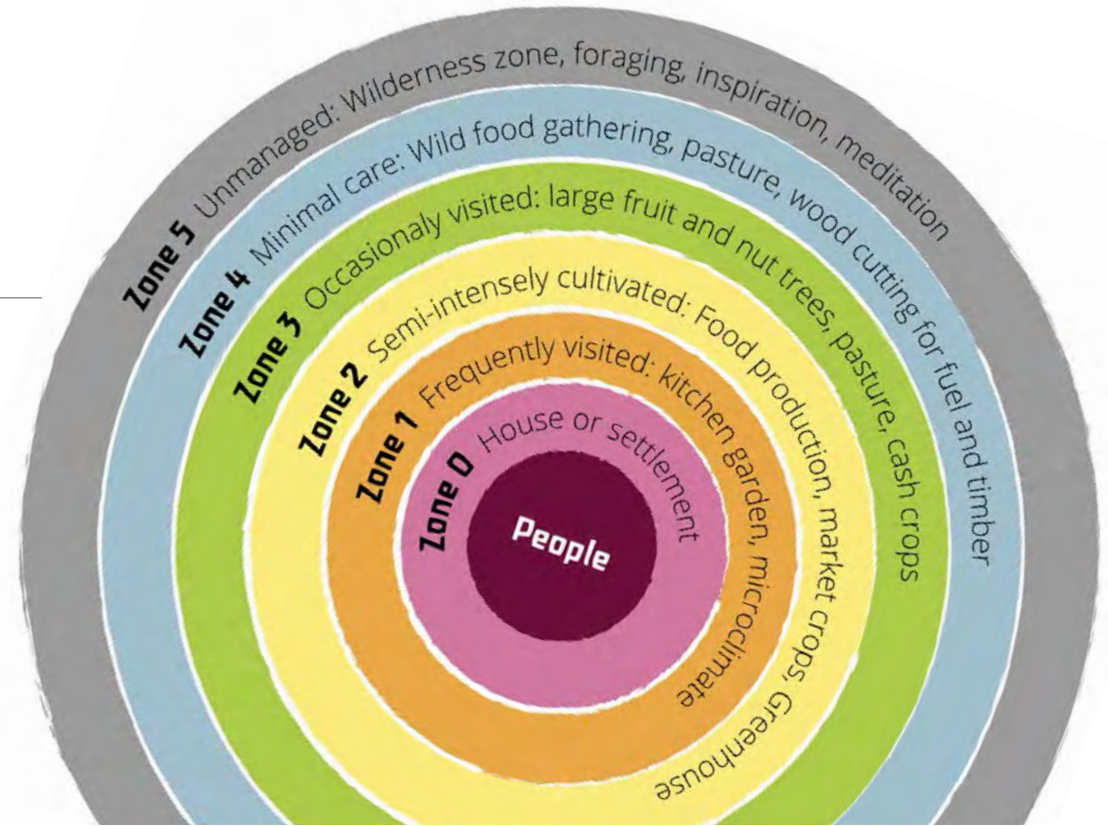 Zone 5 Unmanaged: Wilderness zone, foraging, inspiration, meditation
Zone 4 Minimal care: Wild food gathering, pasture, wood cutting for fuel and timber
Zone 3 Occasionaly visited: large fruit and nut trees, pasture, cash crops
Zone 2 Semi-intensely cultivated: Food production, market crops, Greenhouse
Zone 1 Frequently visited: kitchen garden, microclimate
Zone 0 House or settlement
People